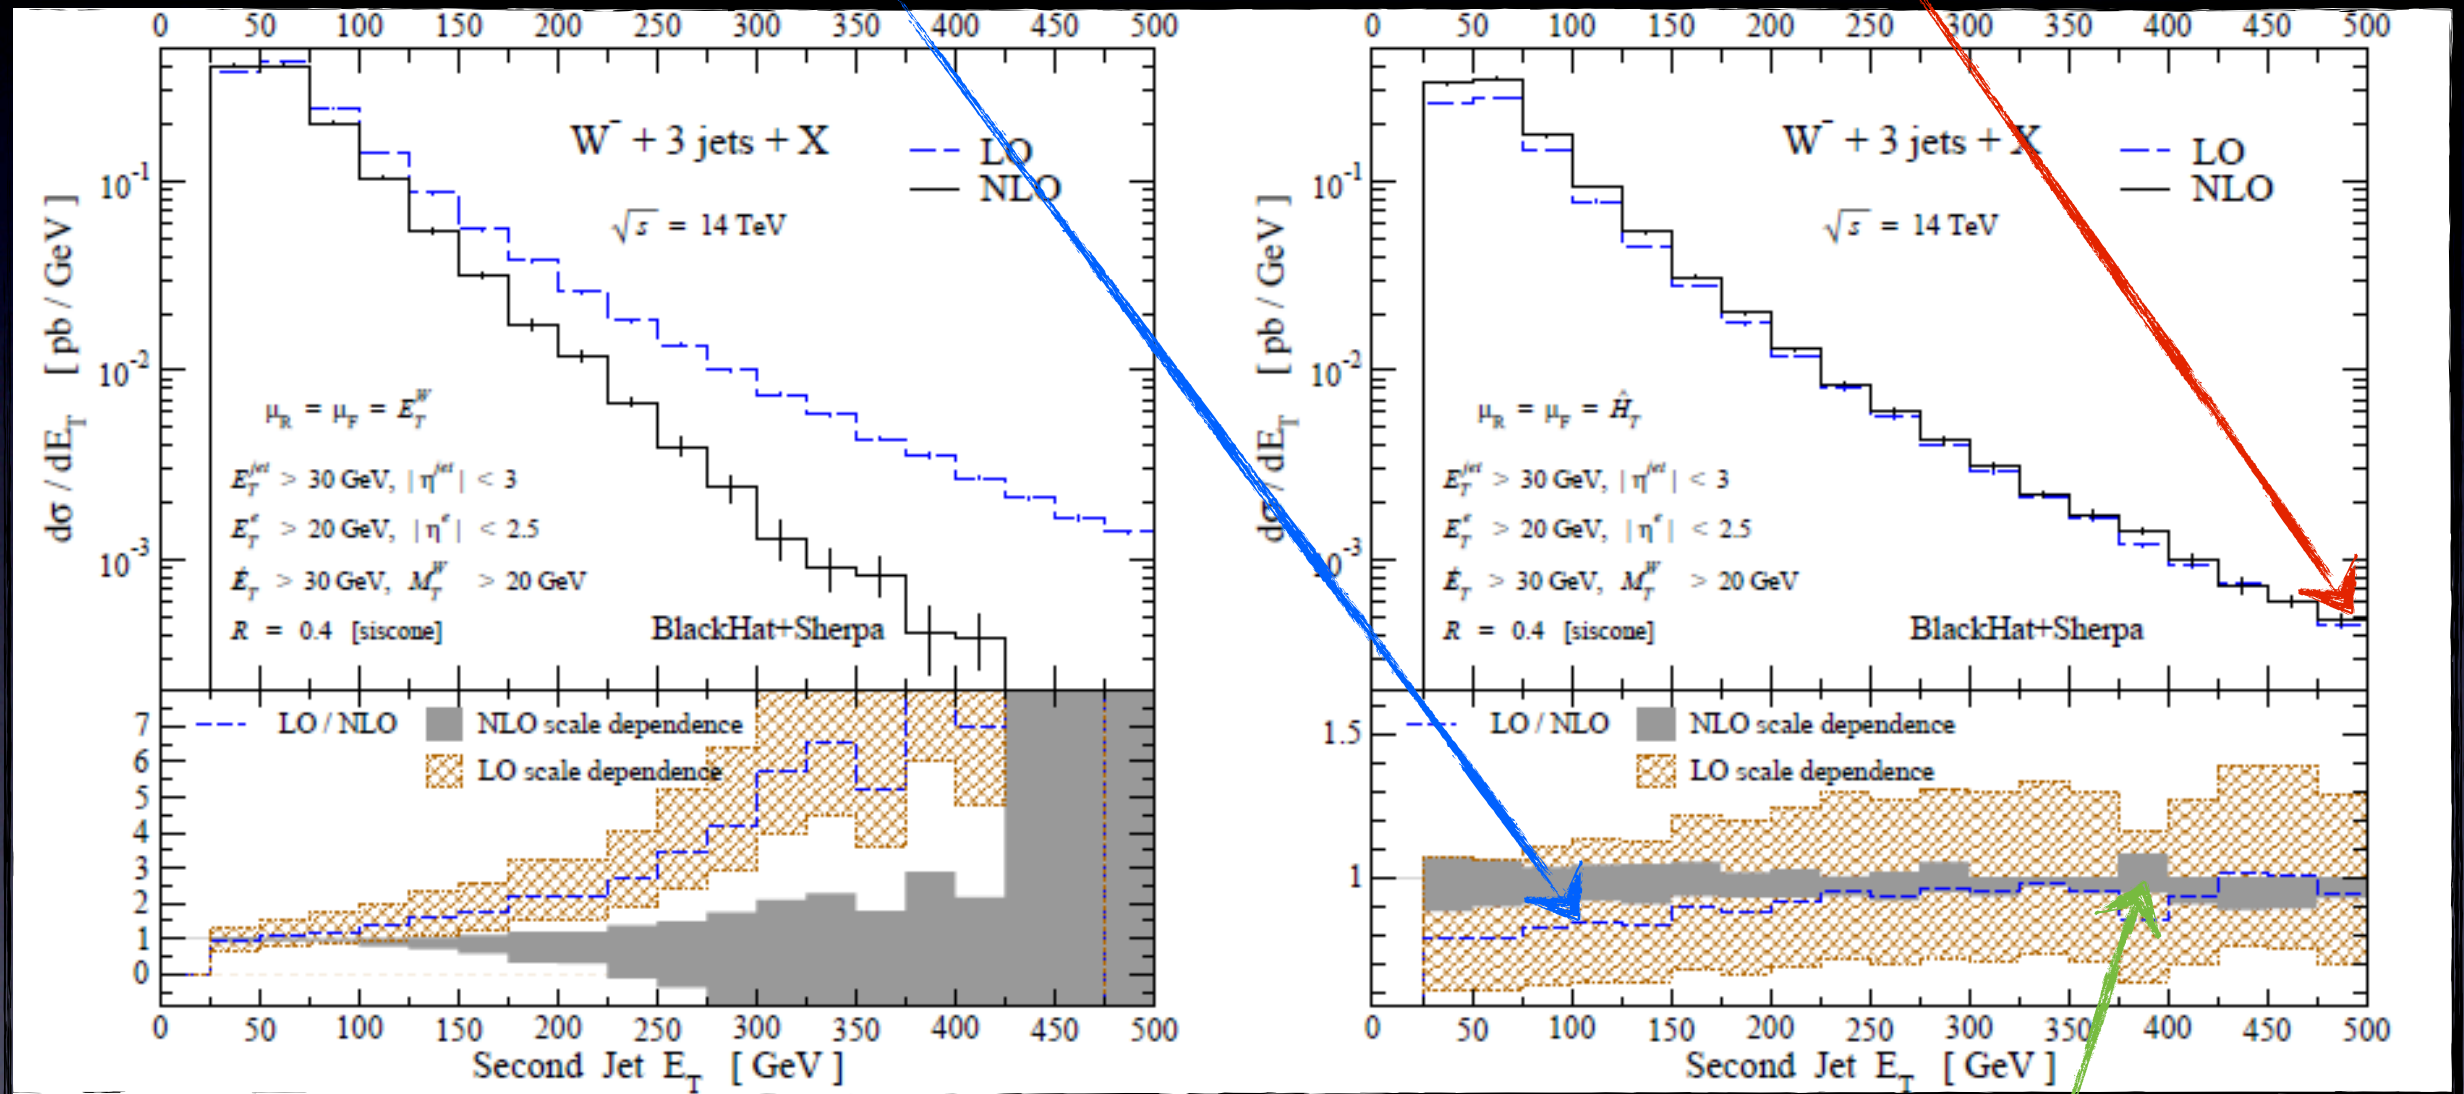 0 50 100 150 200 250 300 350 400 450 500
W⁻ + 3 jets + X
LO
NLO
√s = 14 TeV
10⁻¹
10⁻²
10⁻³
dσ / dE_T [ pb / GeV ]
μ_R = μ_F = E_T^W
E_T^jet > 30 GeV, | η^jet | < 3
E_T^e > 20 GeV, | η^e | < 2.5
E̸_T > 30 GeV, M_T^W > 20 GeV
R = 0.4 [siscone]
BlackHat+Sherpa
LO / NLO
NLO scale dependence
LO scale dependence
7
6
5
4
3
2
1
0
0 50 100 150 200 250 300 350 400 450 500
Second Jet E_T [ GeV ]
0 50 100 150 200 250 300 350 400 450 500
W⁻ + 3 jets + X
LO
NLO
√s = 14 TeV
10⁻¹
10⁻²
dσ / dE_T [ pb / GeV ]
μ_R = μ_F = Ĥ_T
E_T^jet > 30 GeV, | η^jet | < 3
E_T^e > 20 GeV, | η^e | < 2.5
E̸_T > 30 GeV, M_T^W > 20 GeV
R = 0.4 [siscone]
BlackHat+Sherpa
LO / NLO
NLO scale dependence
LO scale dependence
1.5
1
0 50 100 150 200 250 300 350 400 450 500
Second Jet E_T [ GeV ]